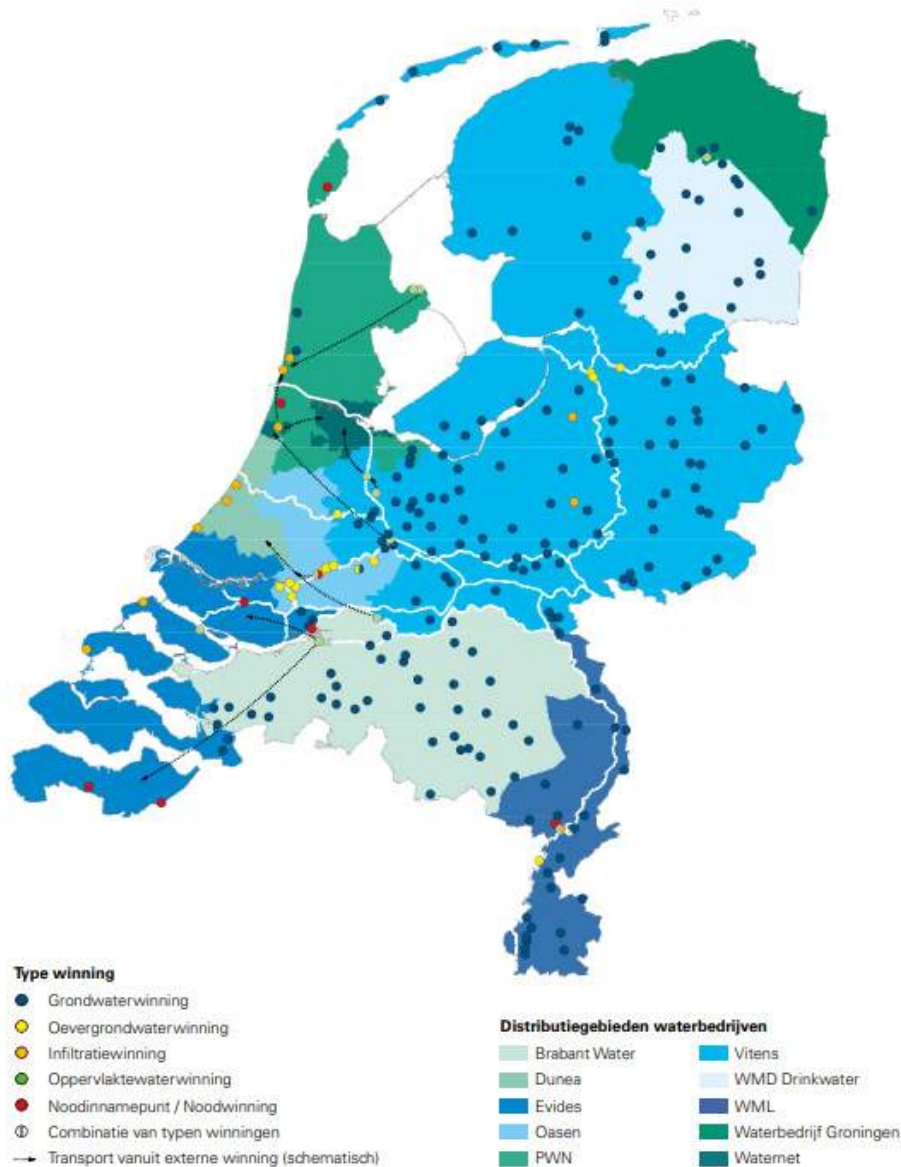 Type winning
Grondwaterwinning
Oevergrondwaterwinning
Infiltratiewinning
Oppervlaktewaterwinning
Noodinnamepunt / Noodwinning
Combinatie van typen winningen
Transport vanuit externe winning (schematisch)
Distributiegebieden waterbedrijven
Brabant Water
Dunea
Evides
Oasen
PWN
Vitens
WMD Drinkwater
WML
Waterbedrijf Groningen
Waternet